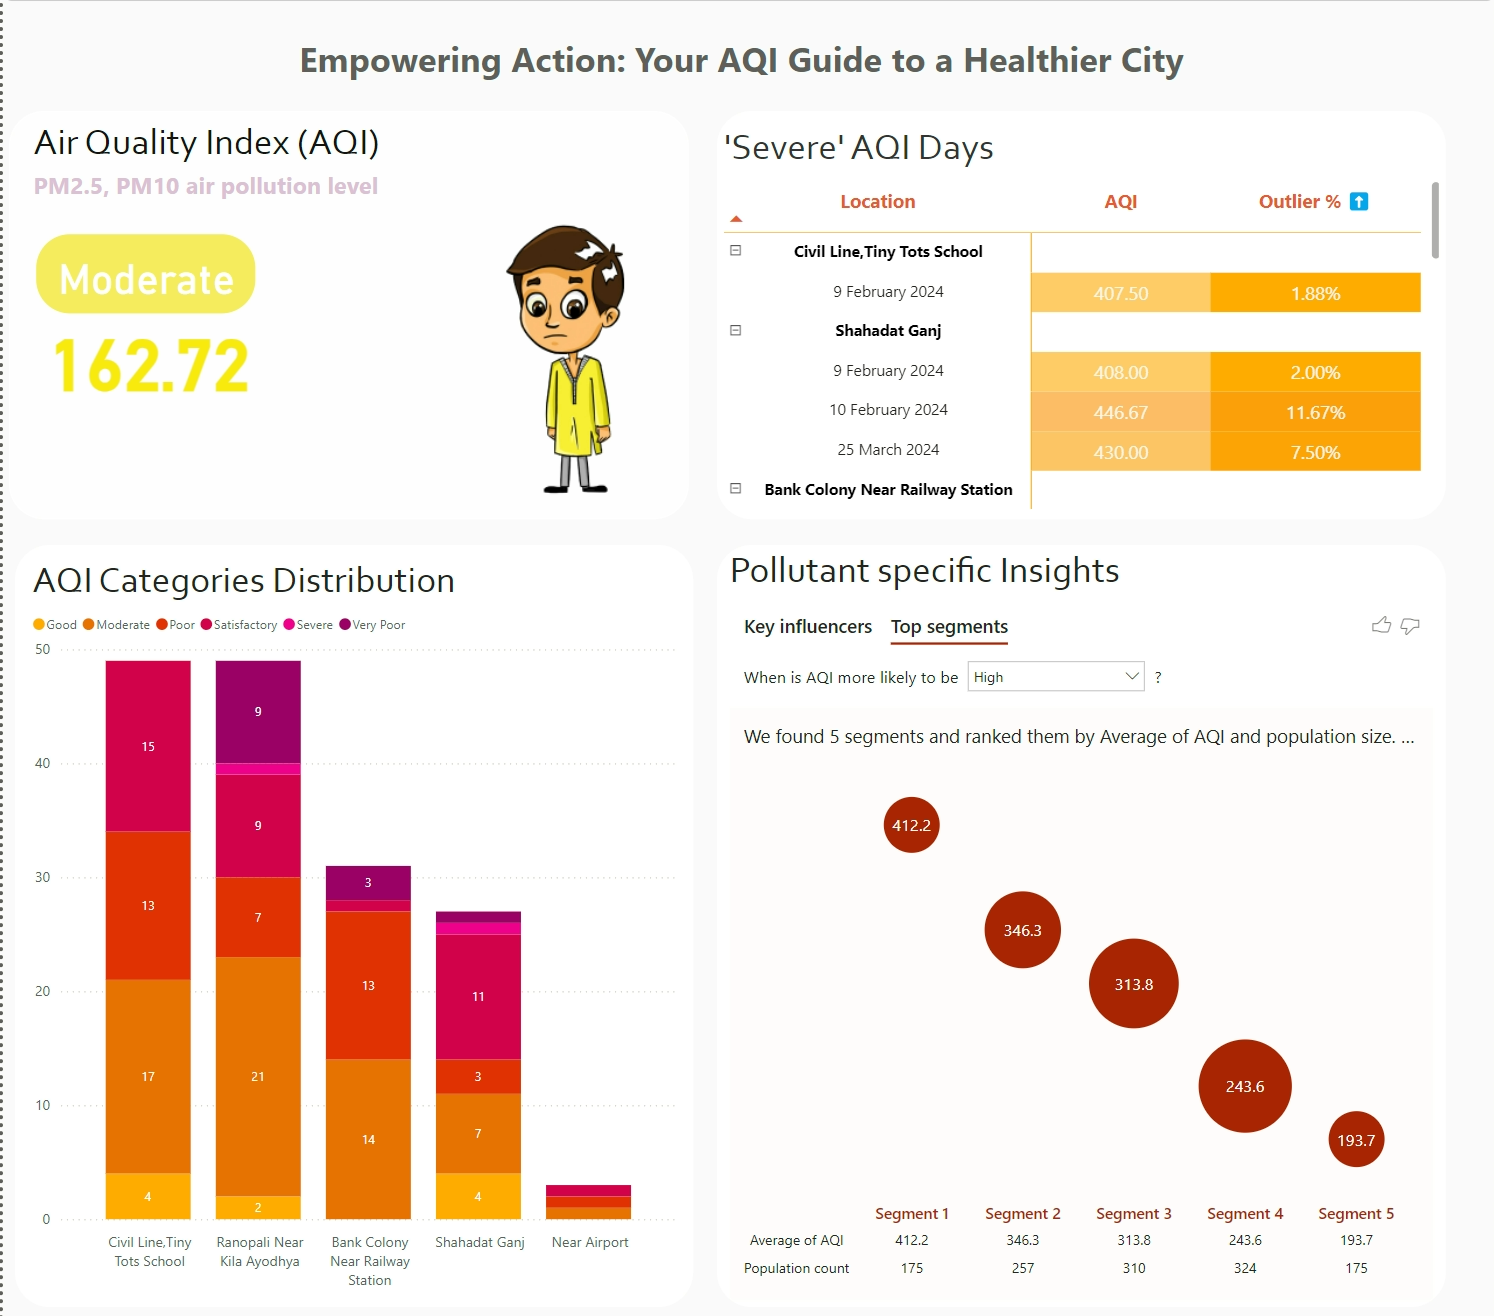 Empowering Action: Your AQI Guide to a Healthier City
Air Quality Index (AQI)
PM2.5, PM10 air pollution level
Moderate
162.72
'Severe' AQI Days
Location AQI Outlier %
Civil Line,Tiny Tots School
9 February 2024 407.50 1.88%
Shahadat Ganj
9 February 2024 408.00 2.00%
10 February 2024 446.67 11.67%
25 March 2024 430.00 7.50%
Bank Colony Near Railway Station
AQI Categories Distribution
Good Moderate Poor Satisfactory Severe Very Poor
50
40
30
20
10
0
15
13
17
4
9
9
7
21
2
3
13
14
11
3
7
4
Civil Line,Tiny
Tots School
Ranopali Near
Kila Ayodhya
Bank Colony
Near Railway
Station
Shahadat Ganj
Near Airport
Pollutant specific Insights
Key influencers Top segments
When is AQI more likely to be High ?
We found 5 segments and ranked them by Average of AQI and population size. ...
412.2
346.3
313.8
243.6
193.7
Segment 1 Segment 2 Segment 3 Segment 4 Segment 5
Average of AQI 412.2 346.3 313.8 243.6 193.7
Population count 175 257 310 324 175